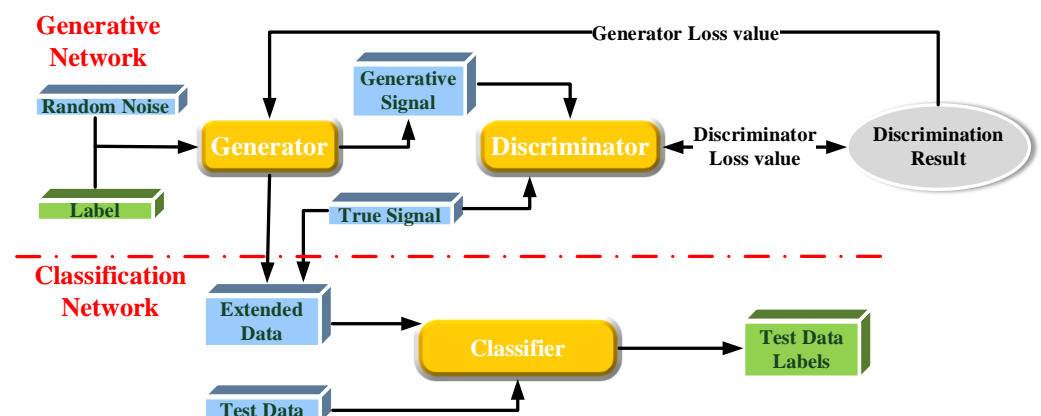 Generative
Network
Generator Loss value
Generative
Signal
Random Noise
Generator
Discriminator
Discriminator
Loss value
Discrimination
Result
Label
True Signal
Classification
Network
Extended
Data
Classifier
Test Data
Labels
Test Data